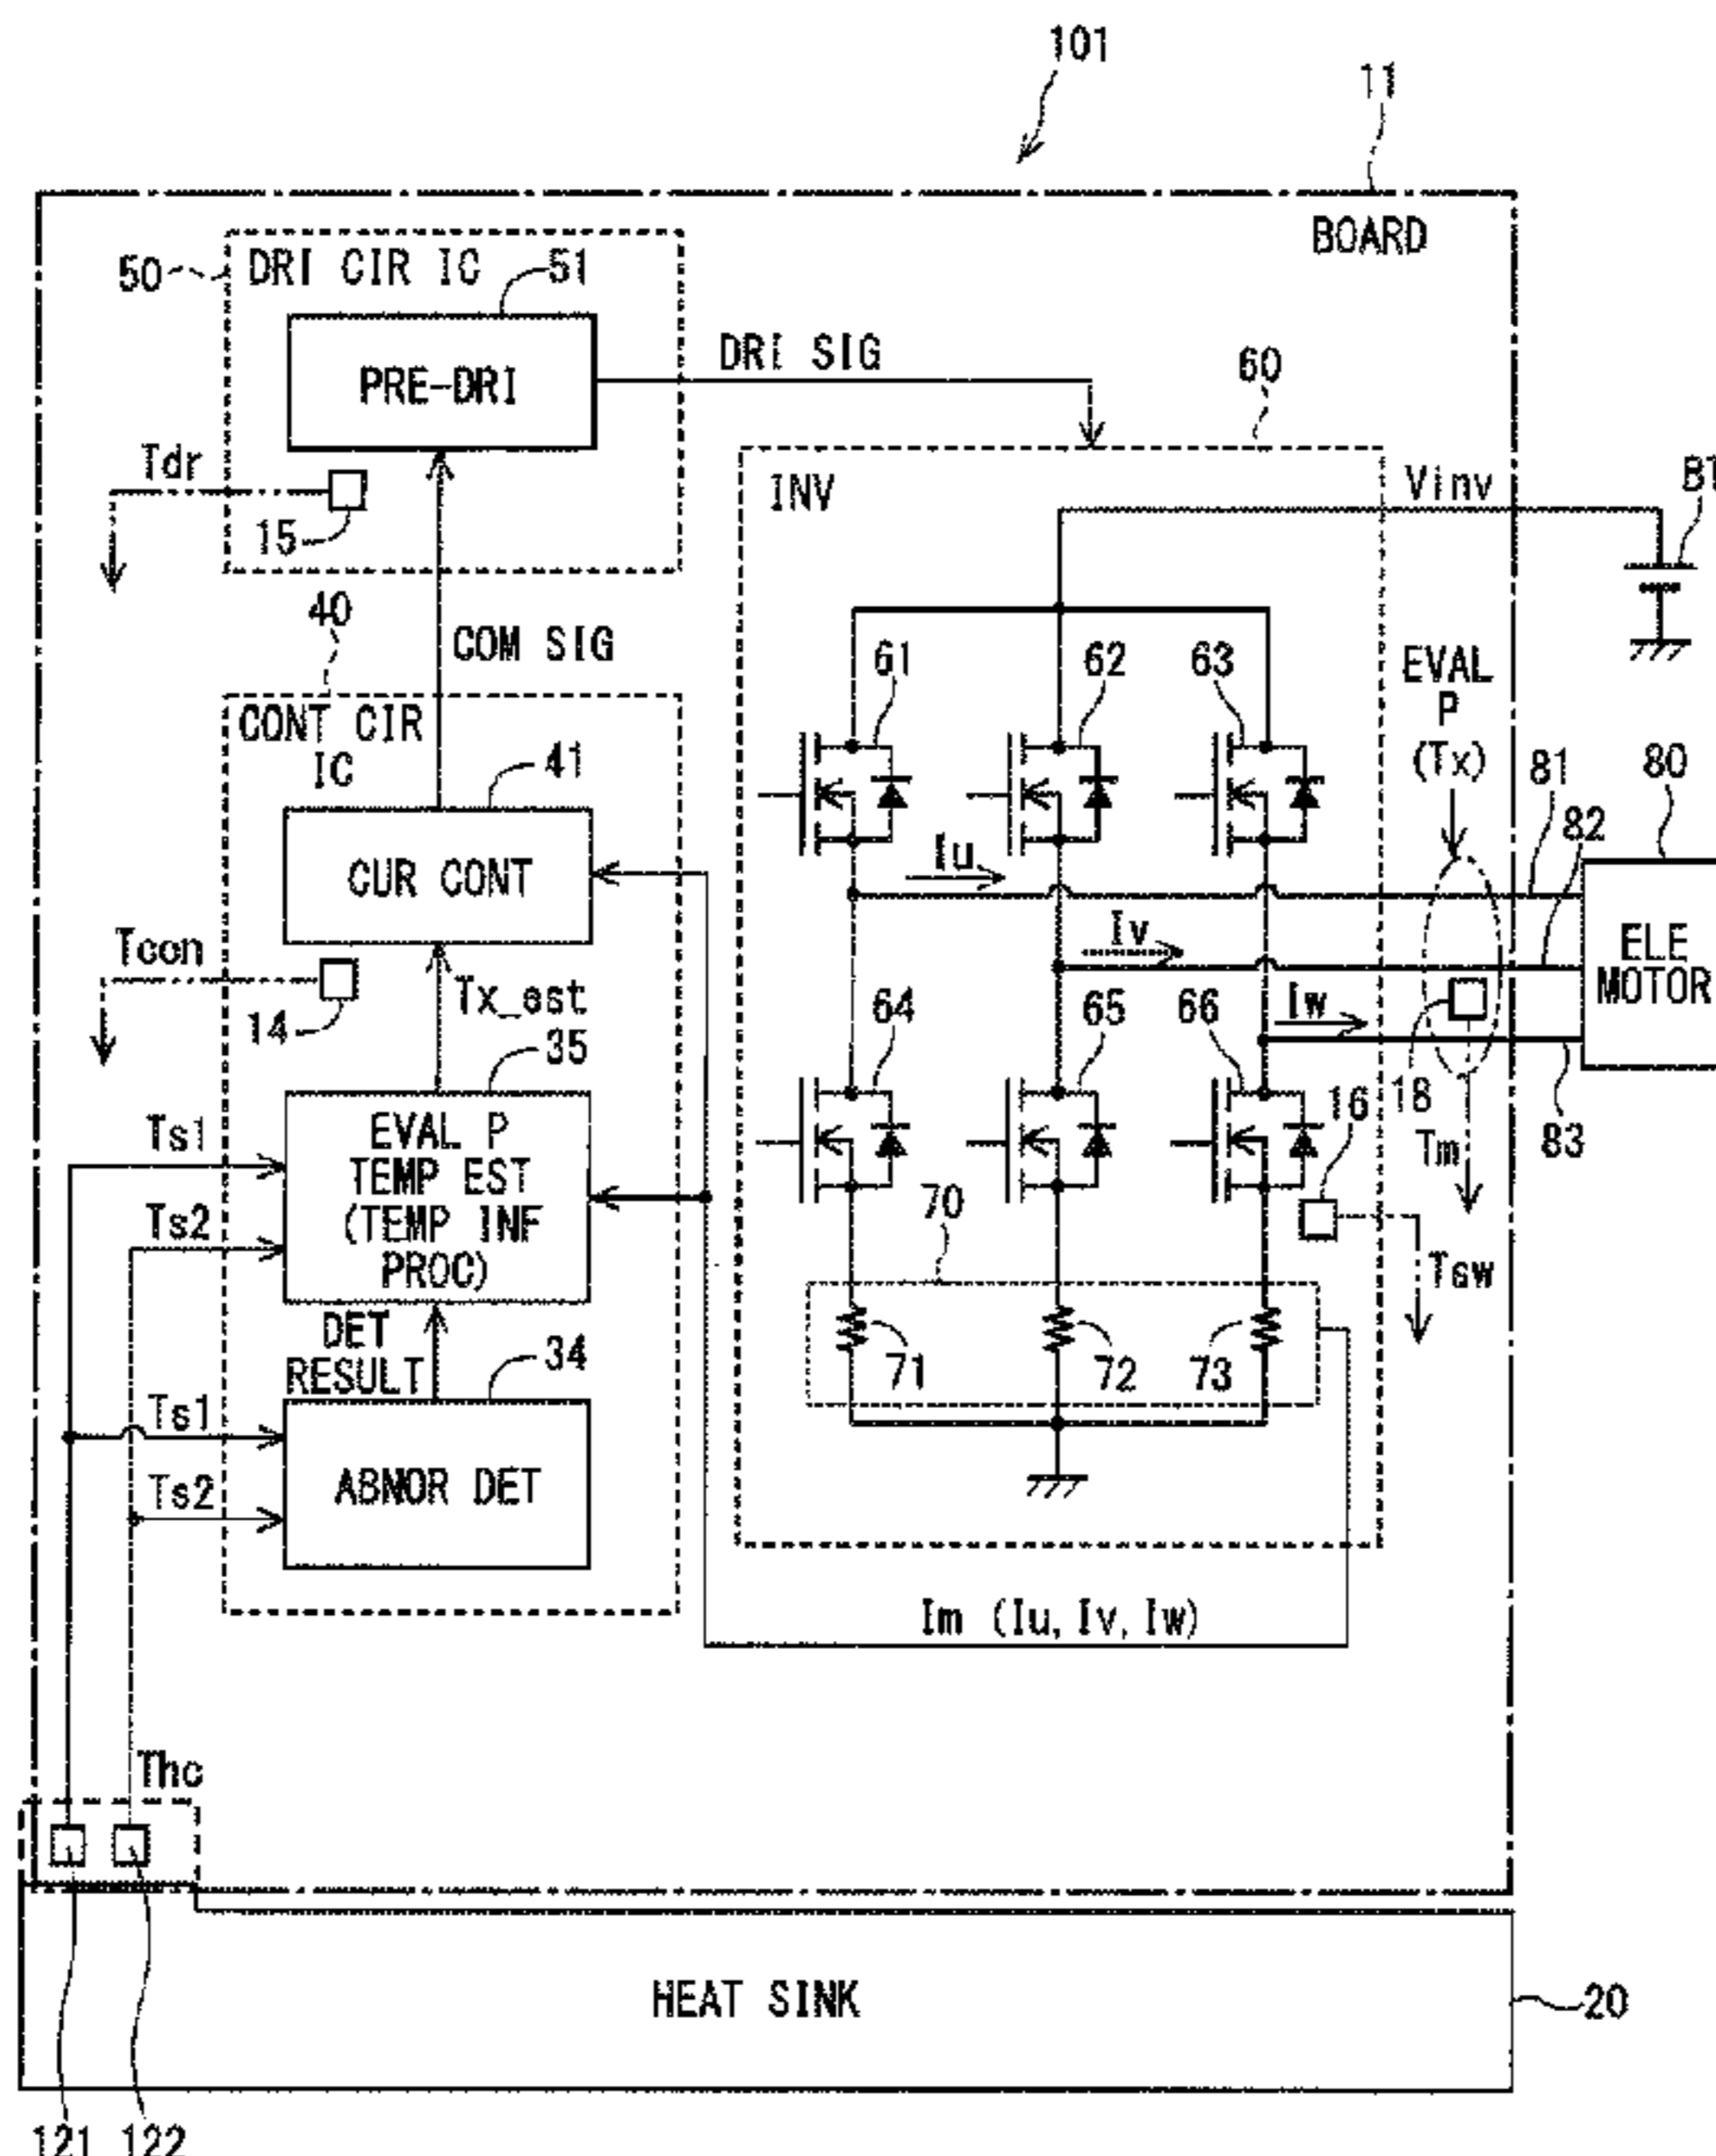 101
11
BOARD
50
DRI CIR IC
51
PRE-DRI
DRI SIG
60
Tdr
15
INV
Vinv
40
COM SIG
CONT CIR
IC
41
CUR CONT
61
62
63
EVAL
P
(Tx)
81
82
80
Iu
Iv
Iw
ELE
MOTOR
Tcon
14
Tx_est
35
64
65
66
16
18
83
Tm
Ts1
Ts2
EVAL P
TEMP EST
(TEMP INF
PROC)
70
Tsw
DET
RESULT
34
71
72
73
Ts1
Ts2
ABNOR DET
Im (Iu, Iv, Iw)
Thc
HEAT SINK
20
121
122